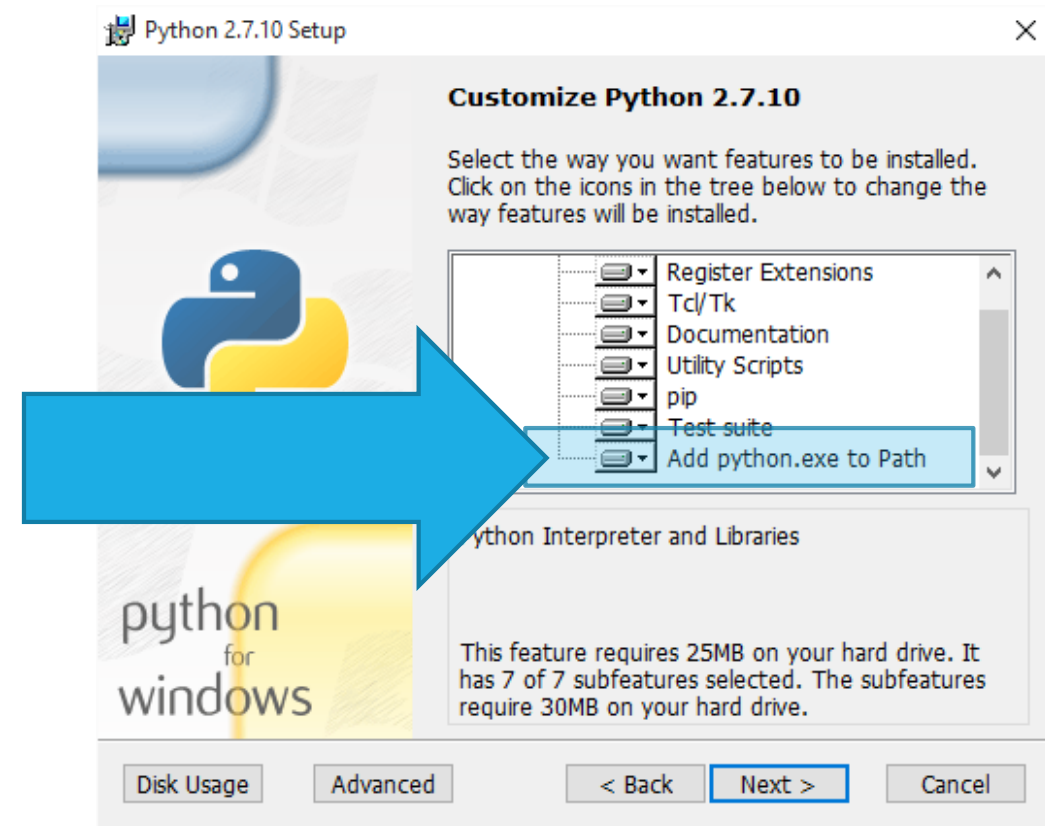 Python 2.7.10 Setup
Customize Python 2.7.10
Select the way you want features to be installed.
Click on the icons in the tree below to change the
way features will be installed.
Register Extensions
Tcl/Tk
Documentation
Utility Scripts
pip
Test suite
Add python.exe to Path
ython Interpreter and Libraries
This feature requires 25MB on your hard drive. It
has 7 of 7 subfeatures selected. The subfeatures
require 30MB on your hard drive.
python
for
windows
Disk Usage
Advanced
< Back
Next >
Cancel